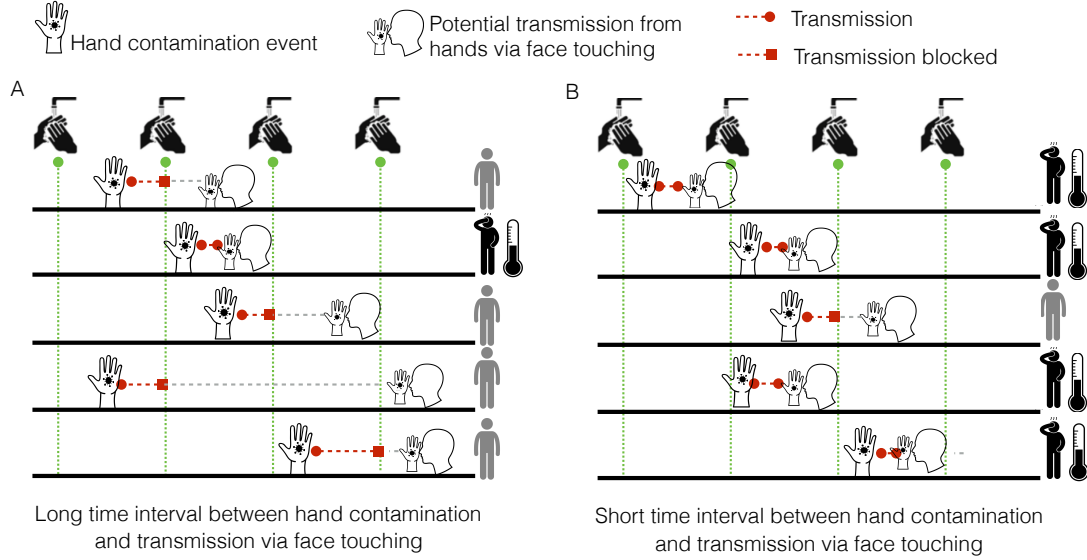 Hand contamination event
Potential transmission from
hands via face touching
Transmission
Transmission blocked
A
B
Long time interval between hand contamination
and transmission via face touching
Short time interval between hand contamination
and transmission via face touching